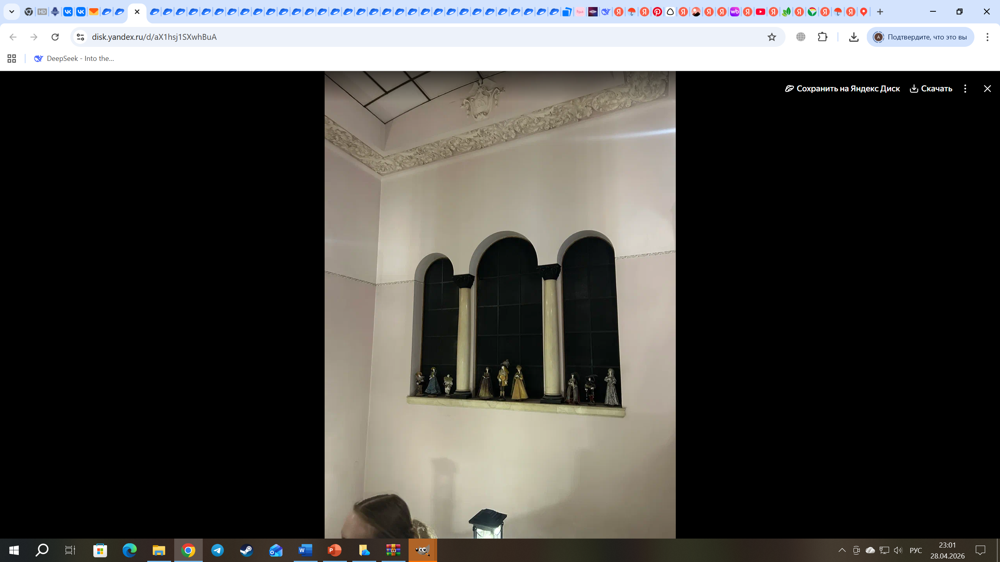 disk.yandex.ru/d/aX1hsj1SXwhBuA
Подтвердите, что это вы
DeepSeek - Into the...
Сохранить на Яндекс Диск
Скачать
РУС
23:01
28.04.2026